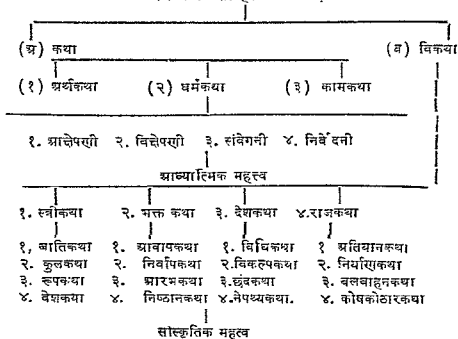 (अ) कथा (ब) विकथा
(१) अर्थकथा (२) धर्मकथा (३) कामकथा
१. आक्षेपणी २. विक्षेपणी ३. संवेगनी ४. निर्वेदनी
आध्यात्मिक महत्त्व
१. स्त्रीकथा २. भक्त कथा ३. देशकथा ४.राजकथा
१, जातिकथा १. आवापकथा १. विधिकथा १ अतियानकथा
२. कुलकथा २. निर्वापकथा २.विकल्पकथा २. निर्याणकथा
३. रूपकथा ३. आरंभकथा ३.छंदकथा ३. बलवाहनकथा
४. वेशकथा ४. निष्ठानकथा ४.नेपथ्यकथा. ४. कोषकोठारकथा
सांस्कृतिक महत्व